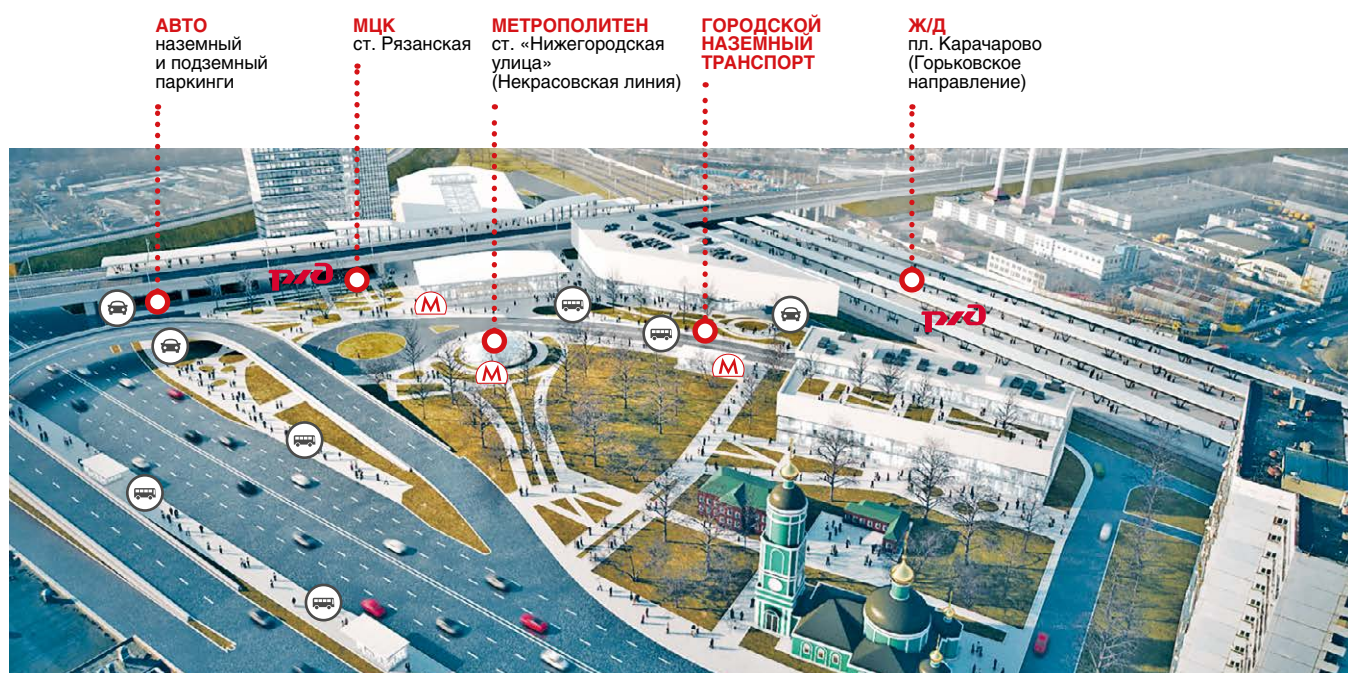 АВТО
наземный
и подземный
паркинги
МЦК
ст. Рязанская
МЕТРОПОЛИТЕН
ст. «Нижегородская
улица»
(Некрасовская линия)
ГОРОДСКОЙ
НАЗЕМНЫЙ
ТРАНСПОРТ
Ж/Д
пл. Карачарово
(Горьковское
направление)
ржд
М
М
М
ржд